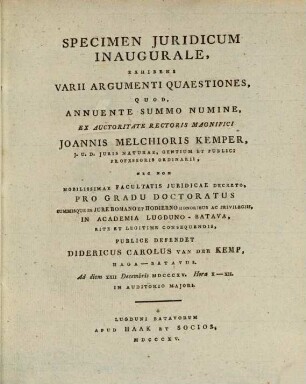 SPECIMEN JURIDICUM
INAUGURALE,
EXHIBENS
VARII ARGUMENTI QUAESTIONES,
QUOD,
ANNUENTE SUMMO NUMINE,
EX AUCTORITATE RECTORIS MAGNIFICI
JOANNIS MELCHIORIS KEMPER,
J. U. D. JURIS NATURAE, GENTIUM ET PUBLICI
PROFESSORIS ORDINARII,
NEC NON
NOBILISSIMAE FACULTATIS JURIDICAE DECRETO,
PRO GRADU DOCTORATUS
SUMMISQUE IN JURE ROMANO ET HODIERNO HONORIBUS AC PRIVILEGIIS,
IN ACADEMIA LUGDUNO-BATAVA,
RITE ET LEGITIME CONSEQUENDIS,
PUBLICE DEFENDET
DIDERICUS CAROLUS VAN DER KEMP,
HAGA-BATAVUS.
Ad diem XIII Decembris MDCCCXV. Hora X-XII.
IN AUDITORIO MAJORI.
LUGDUNI BATAVORUM
APUD HAAK ET SOCIOS,
MDCCCXV.